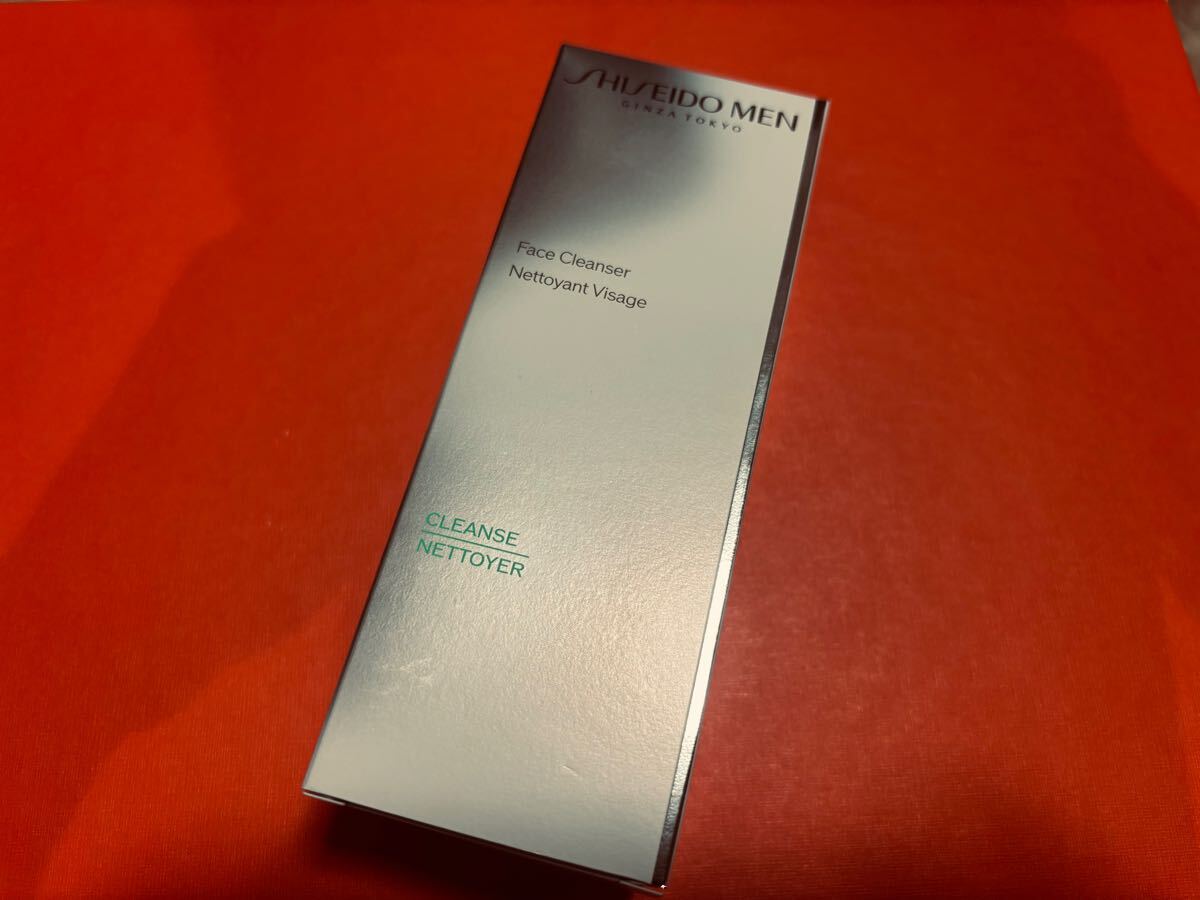 SHISEIDO MEN
GINZA TOKYO
Face Cleanser
Nettoyant Visage
CLEANSE
NETTOYER